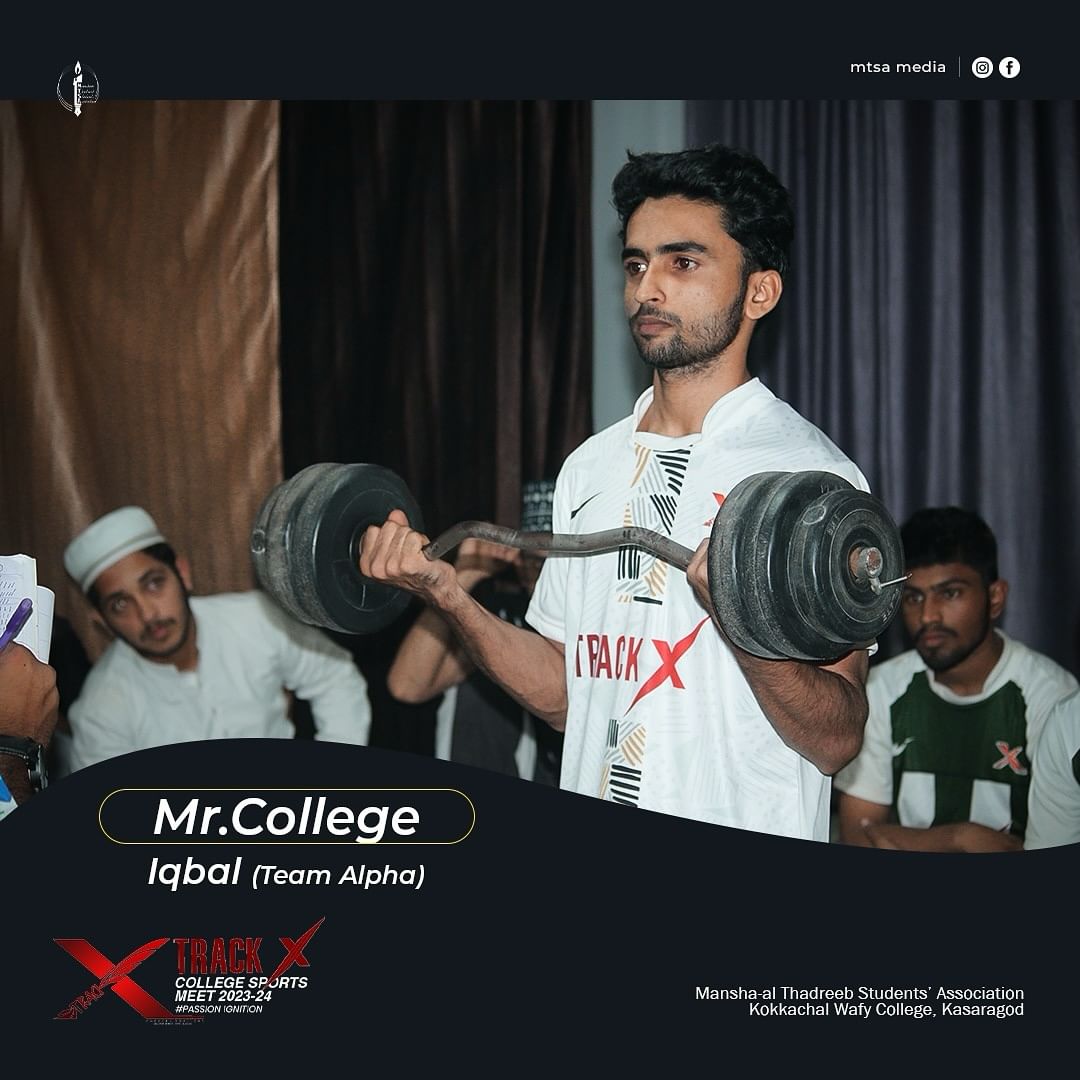 mtsa media
TRACK X
Mr.College
Iqbal (Team Alpha)
TRACK
TRACK X
COLLEGE SPORTS
MEET 2023-24
#PASSION IGNITION
Mansha-al Thadreeb Students’ Association
Kokkachal Wafy College, Kasaragod